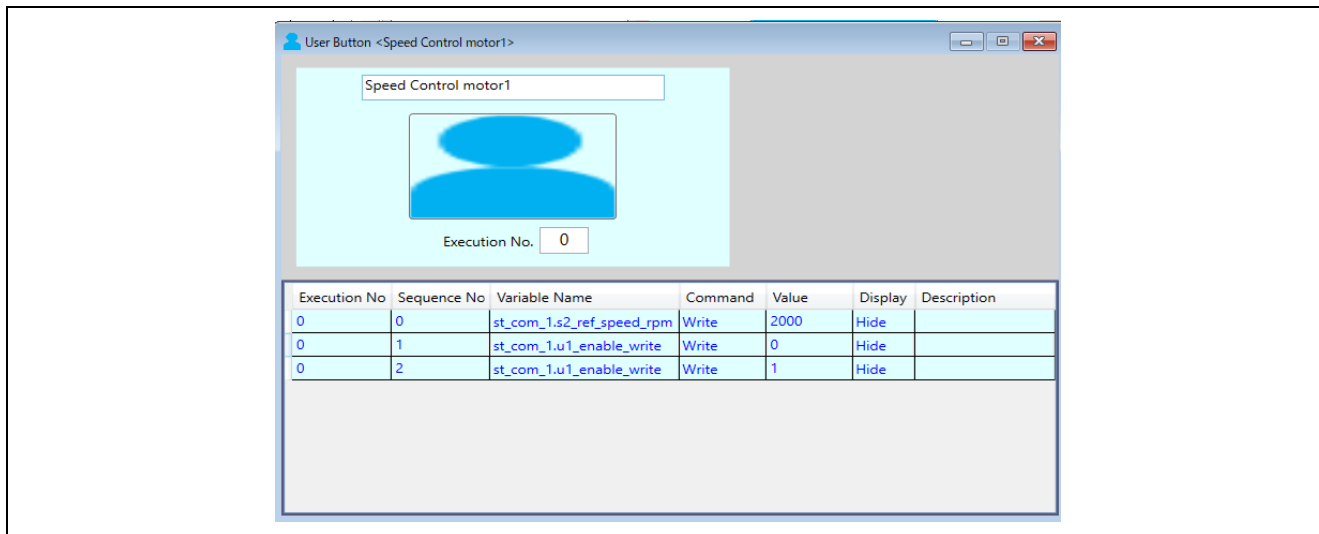 User Button <Speed Control motor1>
Speed Control motor1
Execution No. 0
Execution No Sequence No Variable Name Command Value Display Description
0 0 st_com_1.s2_ref_speed_rpm Write 2000 Hide
0 1 st_com_1.u1_enable_write Write 0 Hide
0 2 st_com_1.u1_enable_write Write 1 Hide